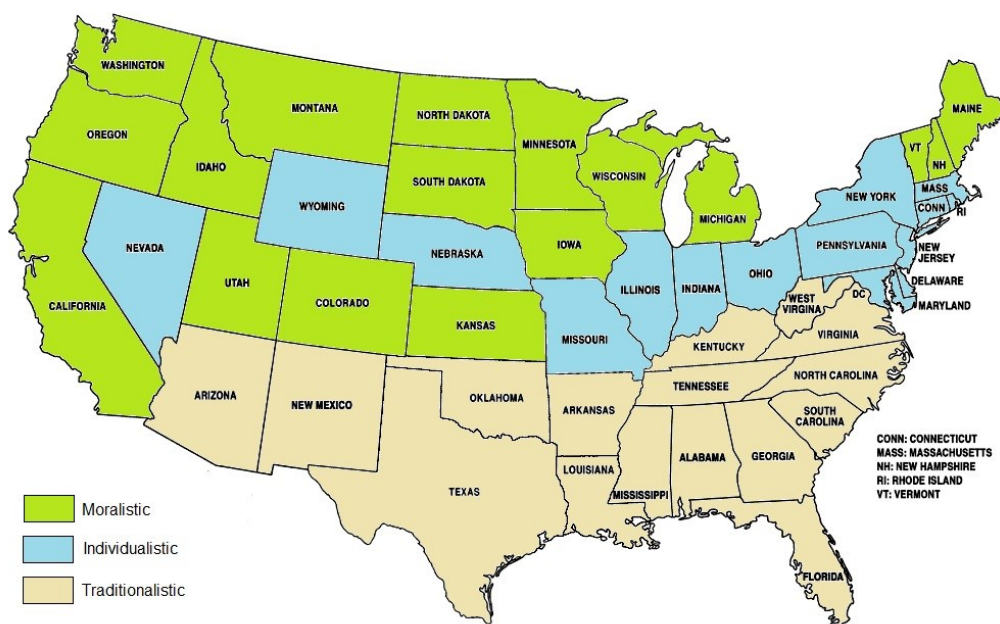 WASHINGTON
MONTANA
NORTH DAKOTA
MINNESOTA
MAINE
OREGON
IDAHO
VT
NH
WISCONSIN
SOUTH DAKOTA
MICHIGAN
WYOMING
NEW YORK
MASS
CONN
RI
NEVADA
NEBRASKA
IOWA
PENNSYLVANIA
NEW
JERSEY
UTAH
COLORADO
ILLINOIS
INDIANA
OHIO
DELAWARE
MARYLAND
DC
CALIFORNIA
KANSAS
MISSOURI
WEST
VIRGINA
VIRGINIA
KENTUCKY
ARIZONA
NEW MEXICO
OKLAHOMA
ARKANSAS
TENNESSEE
NORTH CAROLINA
SOUTH
CAROLINA
TEXAS
LOUISIANA
MISSISSIPPI
ALABAMA
GEORGIA
FLORIDA
CONN: CONNECTICUT
MASS: MASSACHUSETTS
NH: NEW HAMPSHIRE
RI: RHODE ISLAND
VT: VERMONT
Moralistic
Individualistic
Traditionalistic